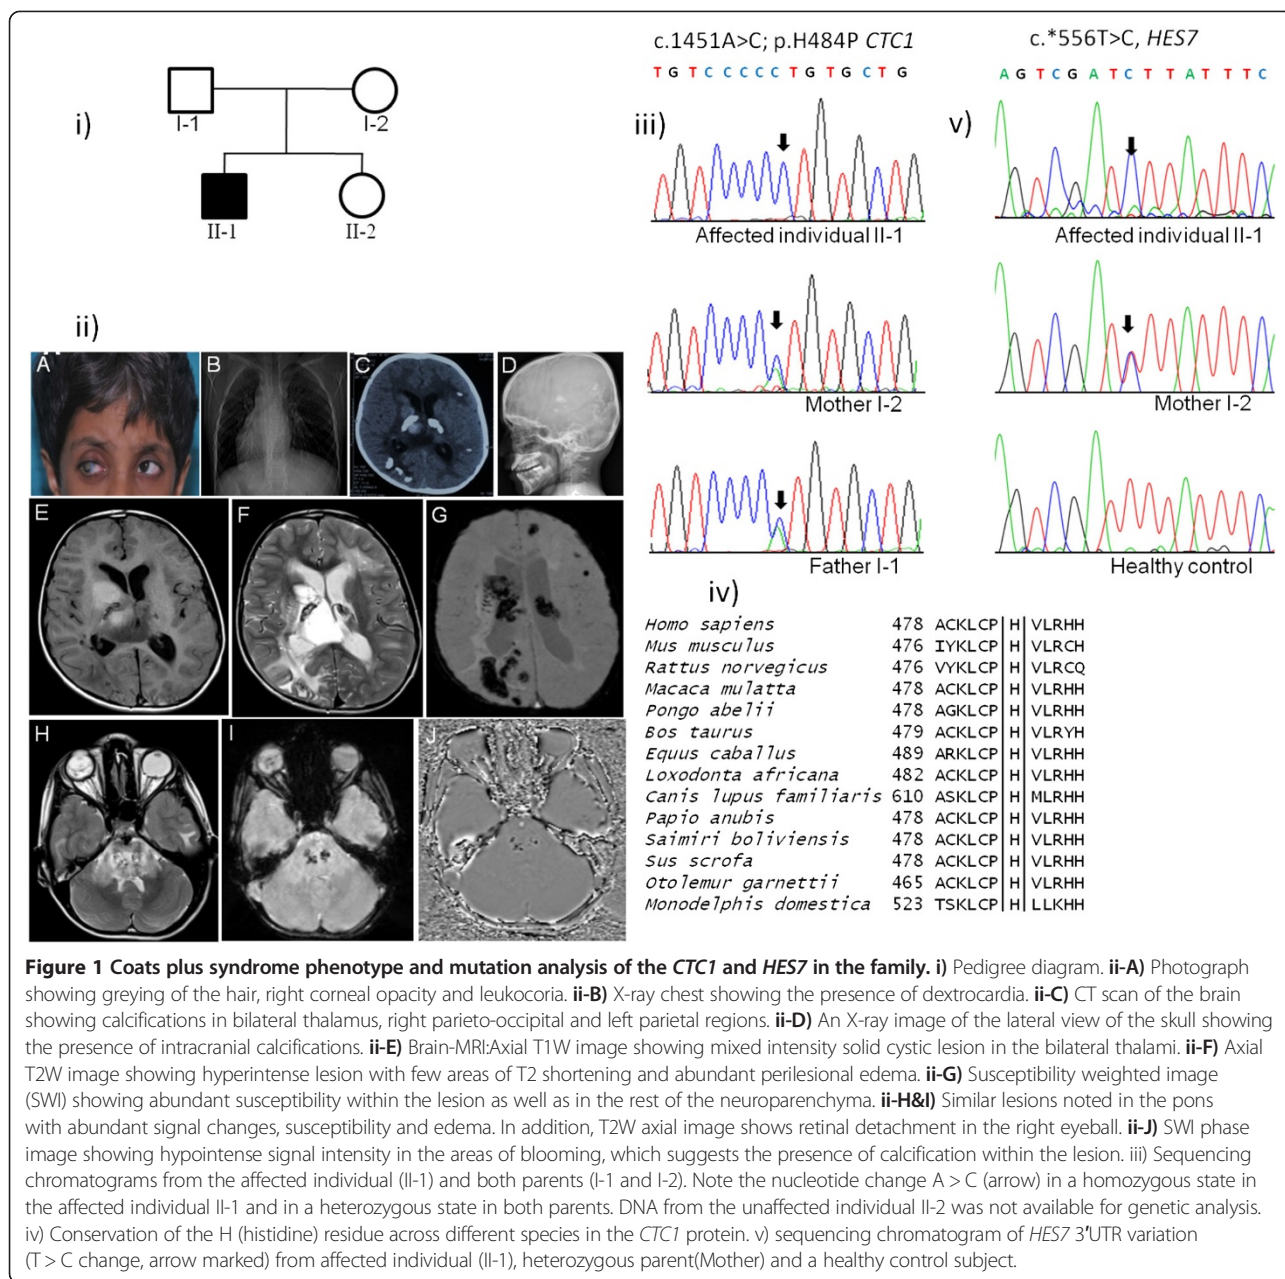 i)
I-1
I-2
II-1
II-2
ii)
A
B
C
D
E
F
G
H
I
J
iii)
c.1451A>C; p.H484P CTC1
T G T C C C C C T G T G C T G
Affected individual II-1
Mother I-2
Father I-1
v)
c.*556T>C, HES7
A G T C G A T C T T A T T T C
Affected individual II-1
Mother I-2
Healthy control
iv)
Homo sapiens 478 ACKLCP H VLRHH
Mus musculus 476 IYKLCP H VLRCH
Rattus norvegicus 476 VYKLCP H VLRCQ
Macaca mulatta 478 ACKLCP H VLRHH
Pongo abelii 478 AGKLCP H VLRHH
Bos taurus 479 ACKLCP H VLRYH
Equus caballus 489 ARKLCP H VLRHH
Loxodonta africana 482 ACKLCP H VLRHH
Canis lupus familiaris 610 ASKLCP H MLRHH
Papio anubis 478 ACKLCP H VLRHH
Saimiri boliviensis 478 ACKLCP H VLRHH
Sus scrofa 478 ACKLCP H VLRHH
Otolemur garnettii 465 ACKLCP H VLRHH
Monodelphis domestica 523 TSKLCP H LLKHH
Figure 1 Coats plus syndrome phenotype and mutation analysis of the CTC1 and HES7 in the family. i) Pedigree diagram. ii-A) Photograph
showing greying of the hair, right corneal opacity and leukocoria. ii-B) X-ray chest showing the presence of dextrocardia. ii-C) CT scan of the brain
showing calcifications in bilateral thalamus, right parieto-occipital and left parietal regions. ii-D) An X-ray image of the lateral view of the skull showing
the presence of intracranial calcifications. ii-E) Brain-MRI:Axial T1W image showing mixed intensity solid cystic lesion in the bilateral thalami. ii-F) Axial
T2W image showing hyperintense lesion with few areas of T2 shortening and abundant perilesional edema. ii-G) Susceptibility weighted image
(SWI) showing abundant susceptibility within the lesion as well as in the rest of the neuroparenchyma. ii-H&I) Similar lesions noted in the pons
with abundant signal changes, susceptibility and edema. In addition, T2W axial image shows retinal detachment in the right eyeball. ii-J) SWI phase
image showing hypointense signal intensity in the areas of blooming, which suggests the presence of calcification within the lesion. iii) Sequencing
chromatograms from the affected individual (II-1) and both parents (I-1 and I-2). Note the nucleotide change A > C (arrow) in a homozygous state in
the affected individual II-1 and in a heterozygous state in both parents. DNA from the unaffected individual II-2 was not available for genetic analysis.
iv) Conservation of the H (histidine) residue across different species in the CTC1 protein. v) sequencing chromatogram of HES7 3′UTR variation
(T > C change, arrow marked) from affected individual (II-1), heterozygous parent(Mother) and a healthy control subject.